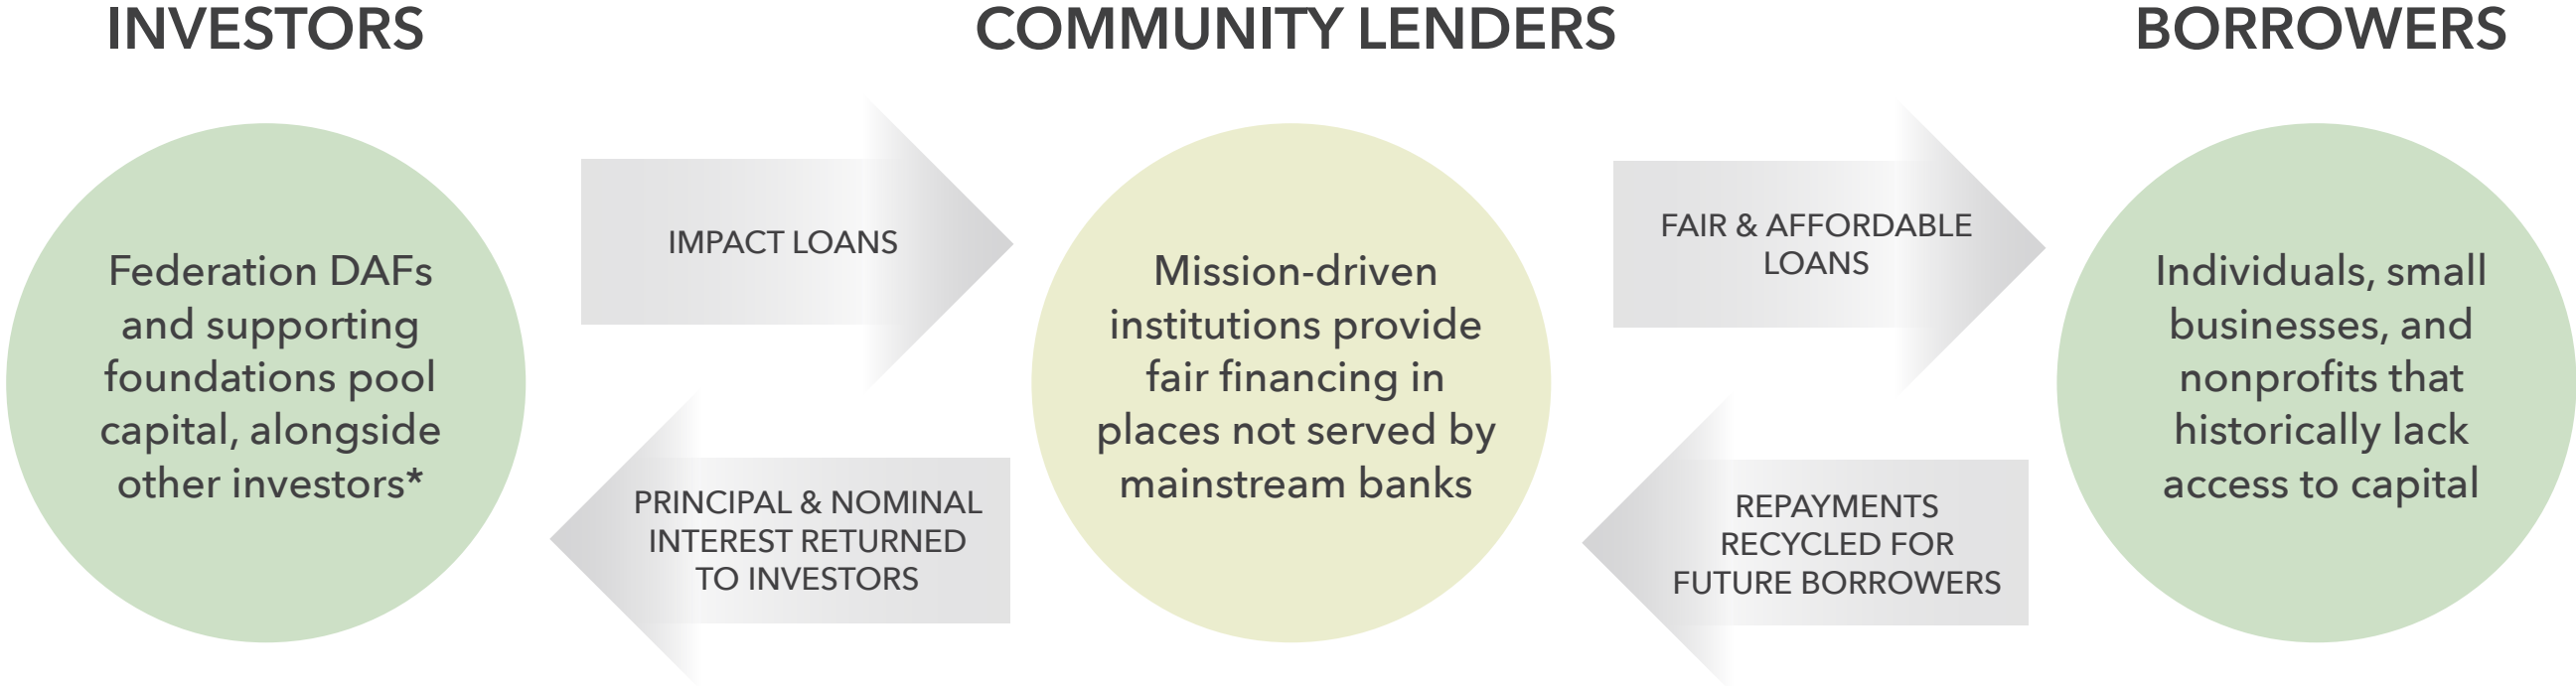 INVESTORS
Federation DAFs
and supporting
foundations pool
capital, alongside
other investors*
IMPACT LOANS
PRINCIPAL & NOMINAL
INTEREST RETURNED
TO INVESTORS
COMMUNITY LENDERS
Mission-driven
institutions provide
fair financing in
places not served by
mainstream banks
FAIR & AFFORDABLE
LOANS
REPAYMENTS
RECYCLED FOR
FUTURE BORROWERS
BORROWERS
Individuals, small
businesses, and
nonprofits that
historically lack
access to capital